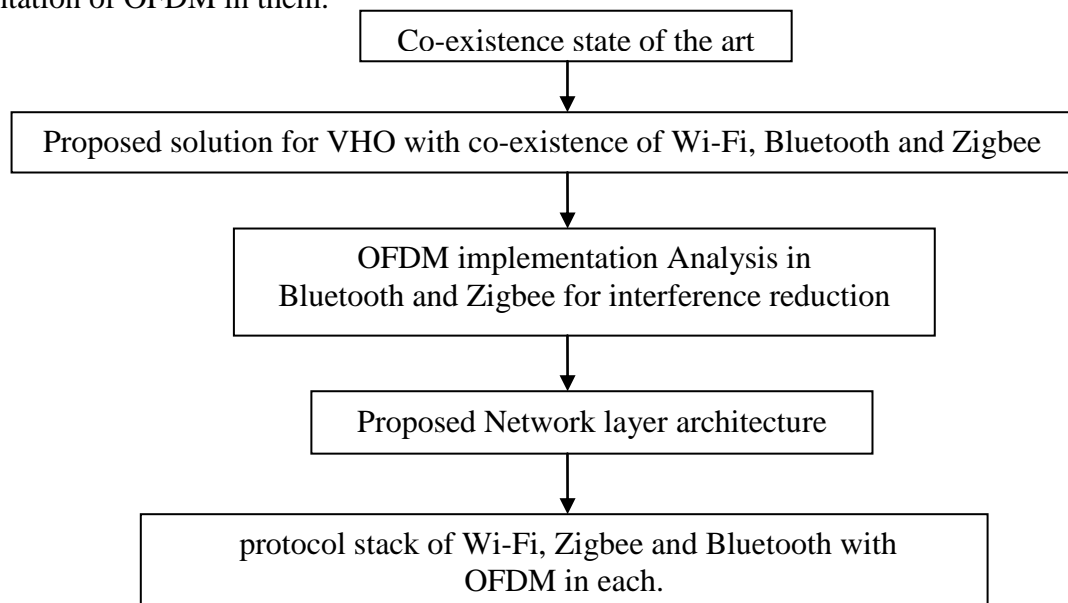 of OFDM in them.
Co-existence state of the art
Proposed solution for VHO with co-existence of Wi-Fi, Bluetooth and Zigbee
OFDM implementation Analysis in
Bluetooth and Zigbee for interference reduction
Proposed Network layer architecture
protocol stack of Wi-Fi, Zigbee and Bluetooth with
OFDM in each.